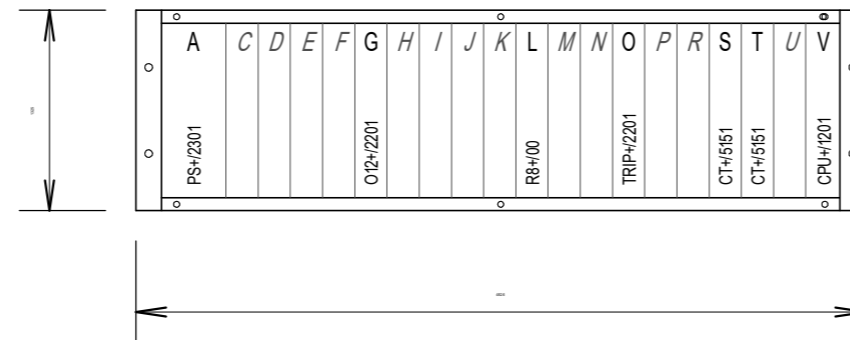 A C D E F G H I J K L M N O P R S T U V
PS+/2301
O12+/2201
R8+/00
TRIP+/2201
CT+/5151
CT+/5151
CPU+/1201